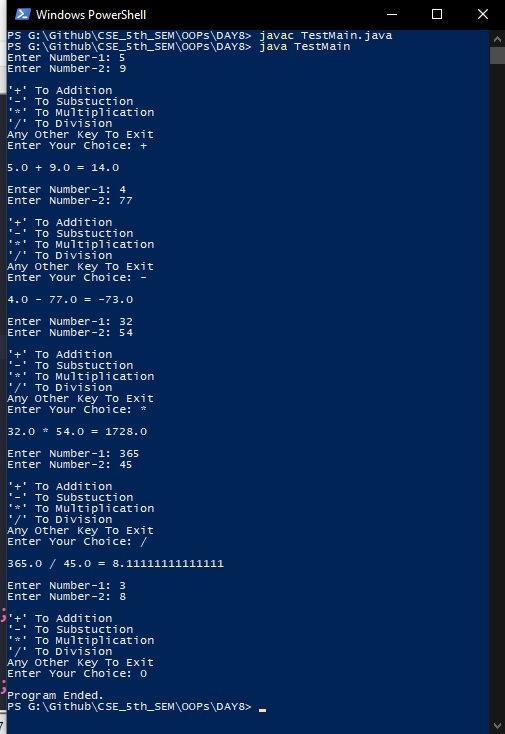 Windows PowerShell
PS G:\Github\CSE_5th_SEM\OOPs\DAY8> javac TestMain.java
PS G:\Github\CSE_5th_SEM\OOPs\DAY8> java TestMain
Enter Number-1: 5
Enter Number-2: 9
'+' To Addition
'-' To Substuction
'*' To Multiplication
'/' To Division
Any Other Key To Exit
Enter Your Choice: +
5.0 + 9.0 = 14.0
Enter Number-1: 4
Enter Number-2: 77
'+' To Addition
'-' To Substuction
'*' To Multiplication
'/' To Division
Any Other Key To Exit
Enter Your Choice: -
4.0 - 77.0 = -73.0
Enter Number-1: 32
Enter Number-2: 54
'+' To Addition
'-' To Substuction
'*' To Multiplication
'/' To Division
Any Other Key To Exit
Enter Your Choice: *
32.0 * 54.0 = 1728.0
Enter Number-1: 365
Enter Number-2: 45
'+' To Addition
'-' To Substuction
'*' To Multiplication
'/' To Division
Any Other Key To Exit
Enter Your Choice: /
365.0 / 45.0 = 8.11111111111111
Enter Number-1: 3
Enter Number-2: 8
'+' To Addition
'-' To Substuction
'*' To Multiplication
'/' To Division
Any Other Key To Exit
Enter Your Choice: 0
Program Ended.
PS G:\Github\CSE_5th_SEM\OOPs\DAY8>